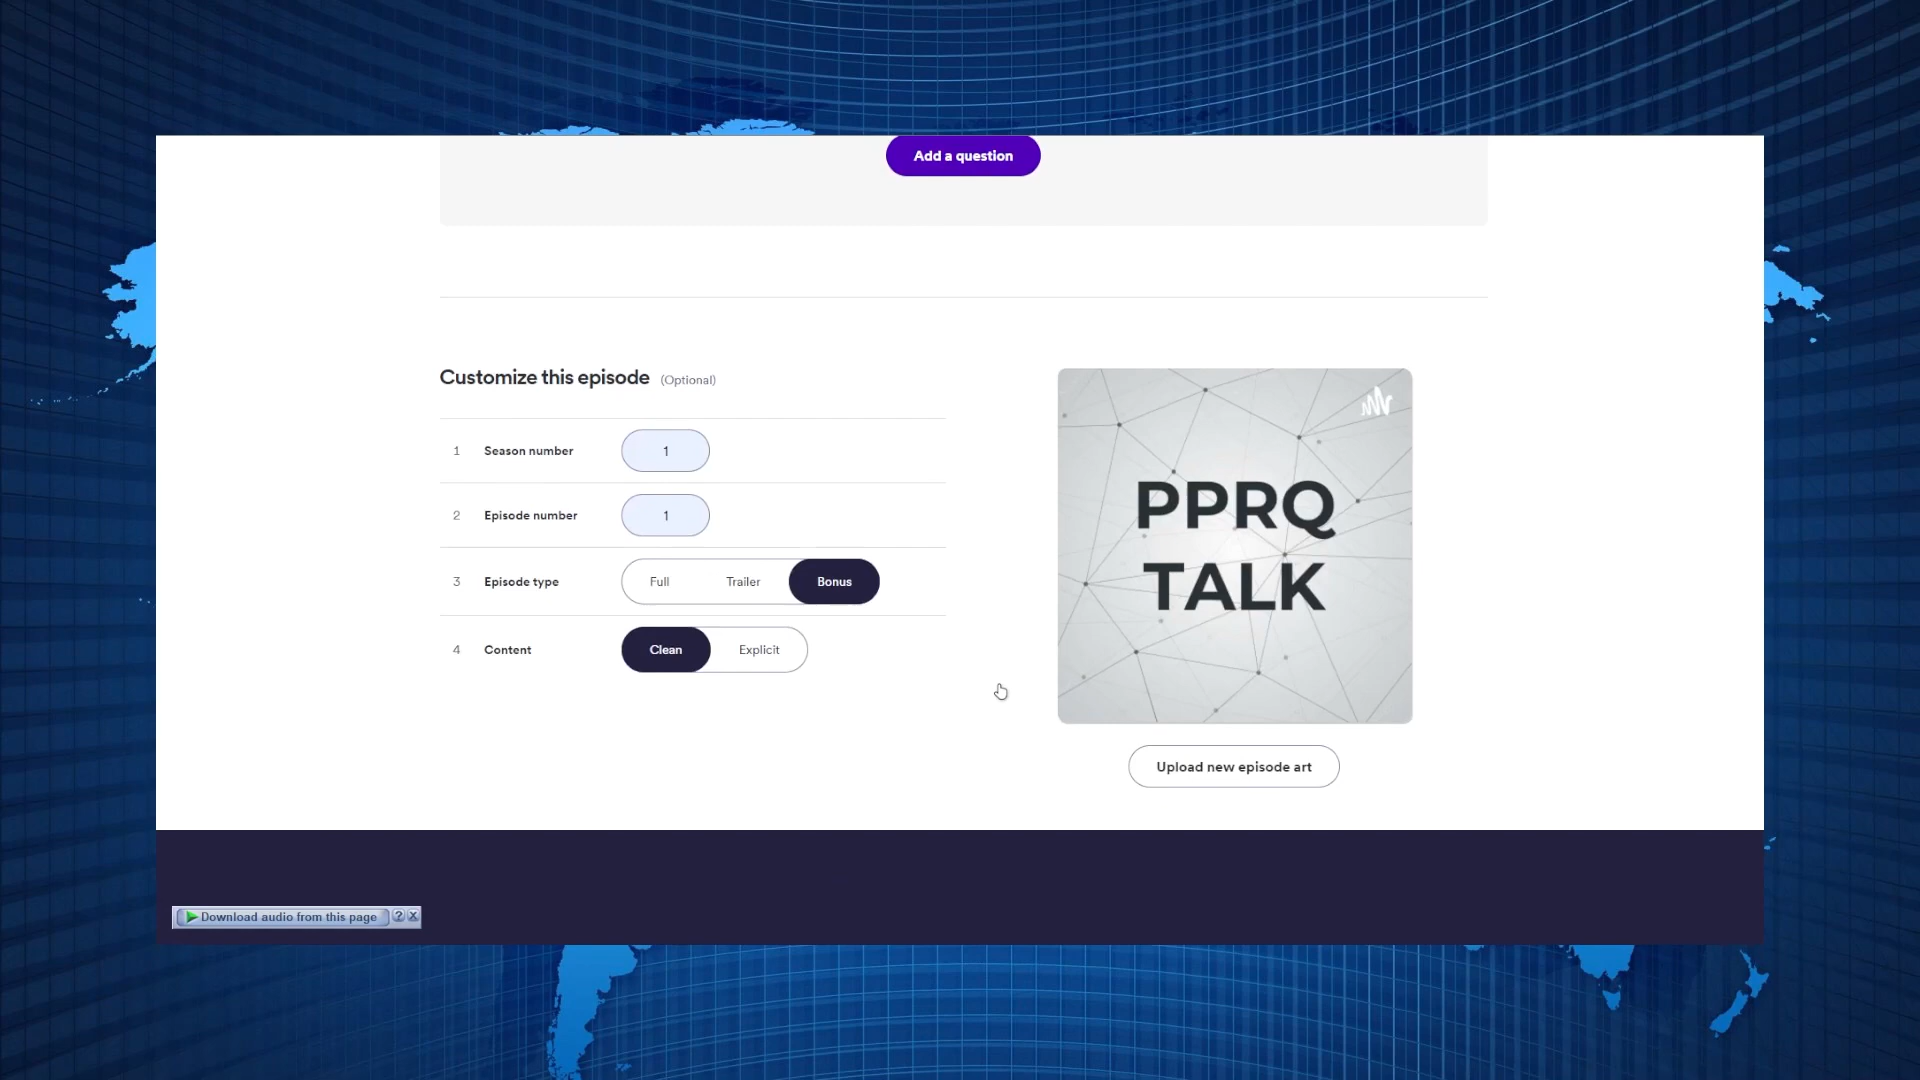 Add a question
Customize this episode (Optional)
1 Season number 1
2 Episode number 1
3 Episode type Full Trailer Bonus
4 Content Clean Explicit
PPRQ
TALK
Upload new episode art
Download audio from this page ? X